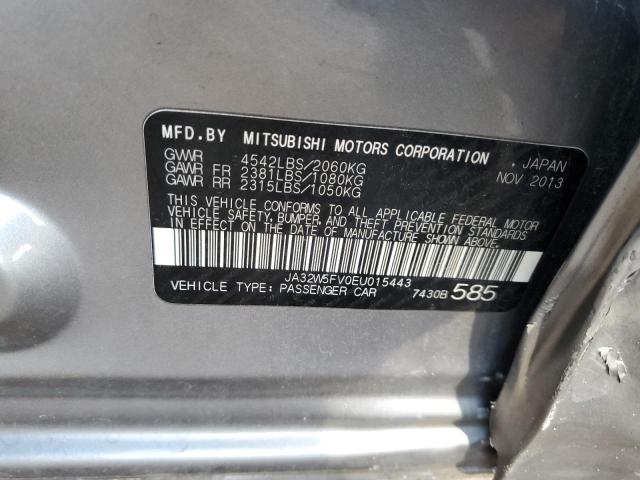 MFD.BY MITSUBISHI MOTORS CORPORATION , JAPAN
GVWR 4542LBS/2060KG NOV 2013
GAWR FR 2381LBS/1080KG
GAWR RR 2315LBS/1050KG
THIS VEHICLE CONFORMS TO ALL APPLICABLE FEDERAL MOTOR
VEHICLE SAFETY,BUMPER,AND THEFT PREVENTION STANDARDS
IN EFFECT ON THE DATE OF MANUFACTURE SHOWN ABOVE.
JA32W5FV0EU015443
VEHICLE TYPE: PASSENGER CAR 7430B 585